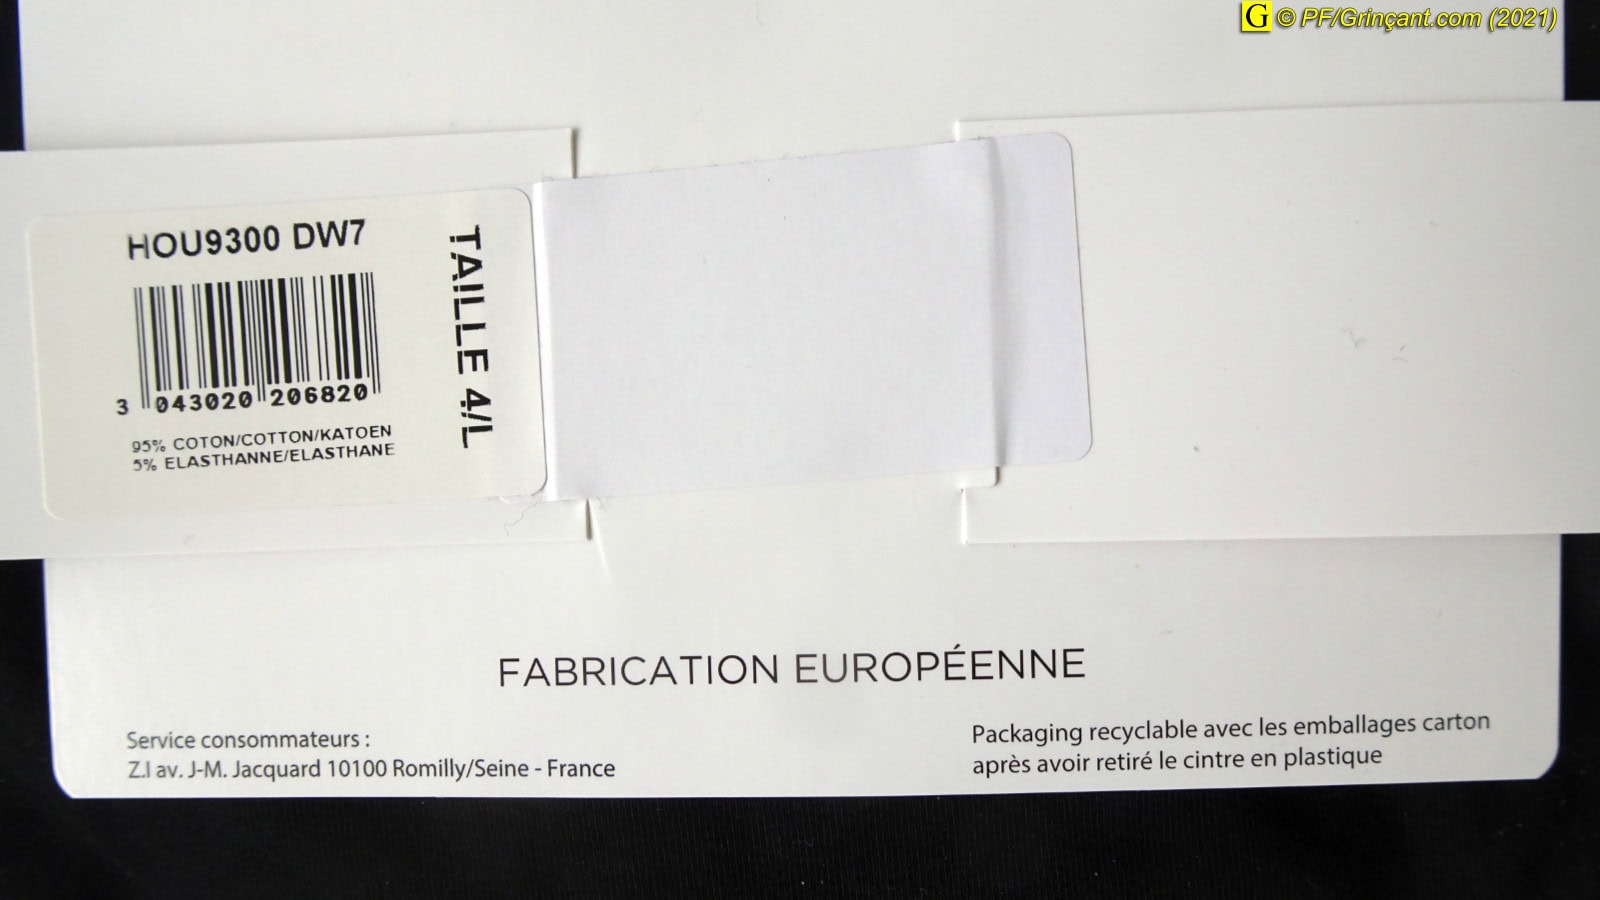 G © PF/Grinçant.com (2021)
HOU9300 DW7
TAILLE 4/L
3 043020 206820
95% COTON/COTTON/KATOEN
5% ELASTHANNE/ELASTHANE
FABRICATION EUROPÉENNE
Service consommateurs :
Z.I av. J-M. Jacquard 10100 Romilly/Seine - France
Packaging recyclable avec les emballages carton
après avoir retiré le cintre en plastique